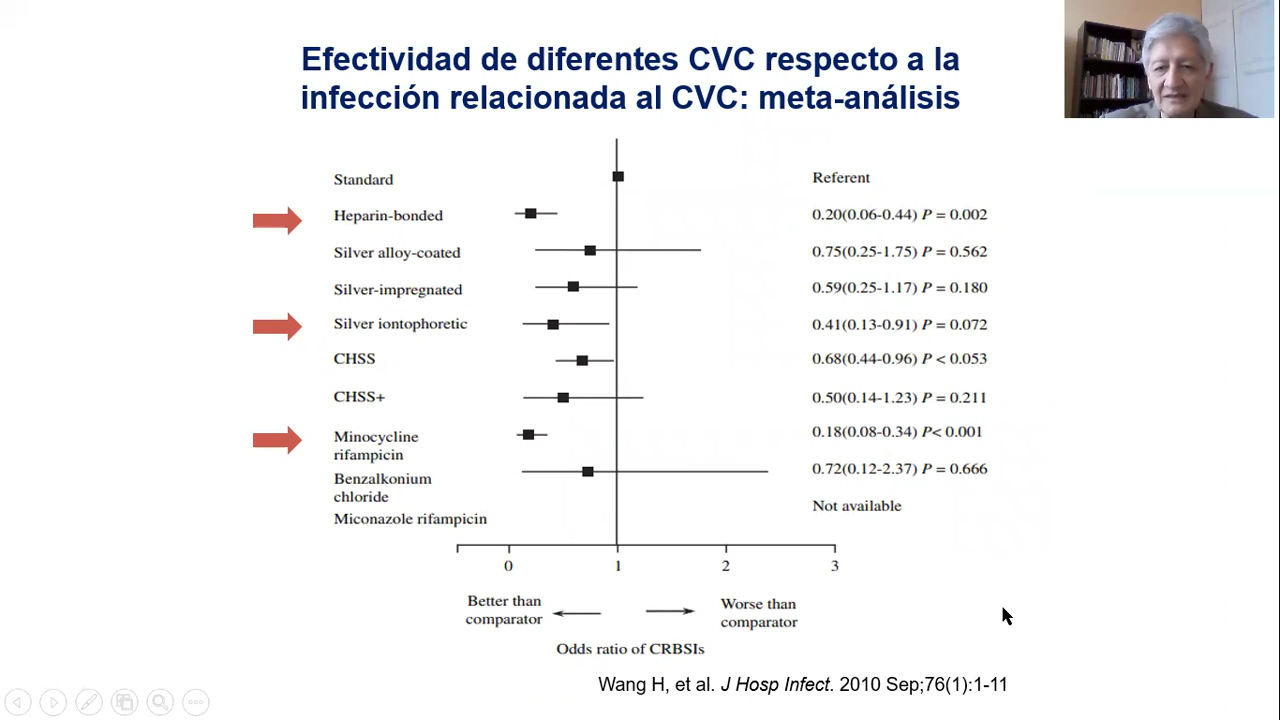 Efectividad de diferentes CVC respecto a la
infección relacionada al CVC: meta-análisis
Standard
Referent
Heparin-bonded
0.20(0.06-0.44) P = 0.002
Silver alloy-coated
0.75(0.25-1.75) P = 0.562
Silver-impregnated
0.59(0.25-1.17) P = 0.180
Silver iontophoretic
0.41(0.13-0.91) P = 0.072
CHSS
0.68(0.44-0.96) P < 0.053
CHSS+
0.50(0.14-1.23) P = 0.211
Minocycline
rifampicin
0.18(0.08-0.34) P< 0.001
Benzalkonium
chloride
0.72(0.12-2.37) P = 0.666
Miconazole rifampicin
Not available
0 1 2 3
Better than
comparator
Worse than
comparator
Odds ratio of CRBSIs
Wang H, et al. J Hosp Infect. 2010 Sep;76(1):1-11